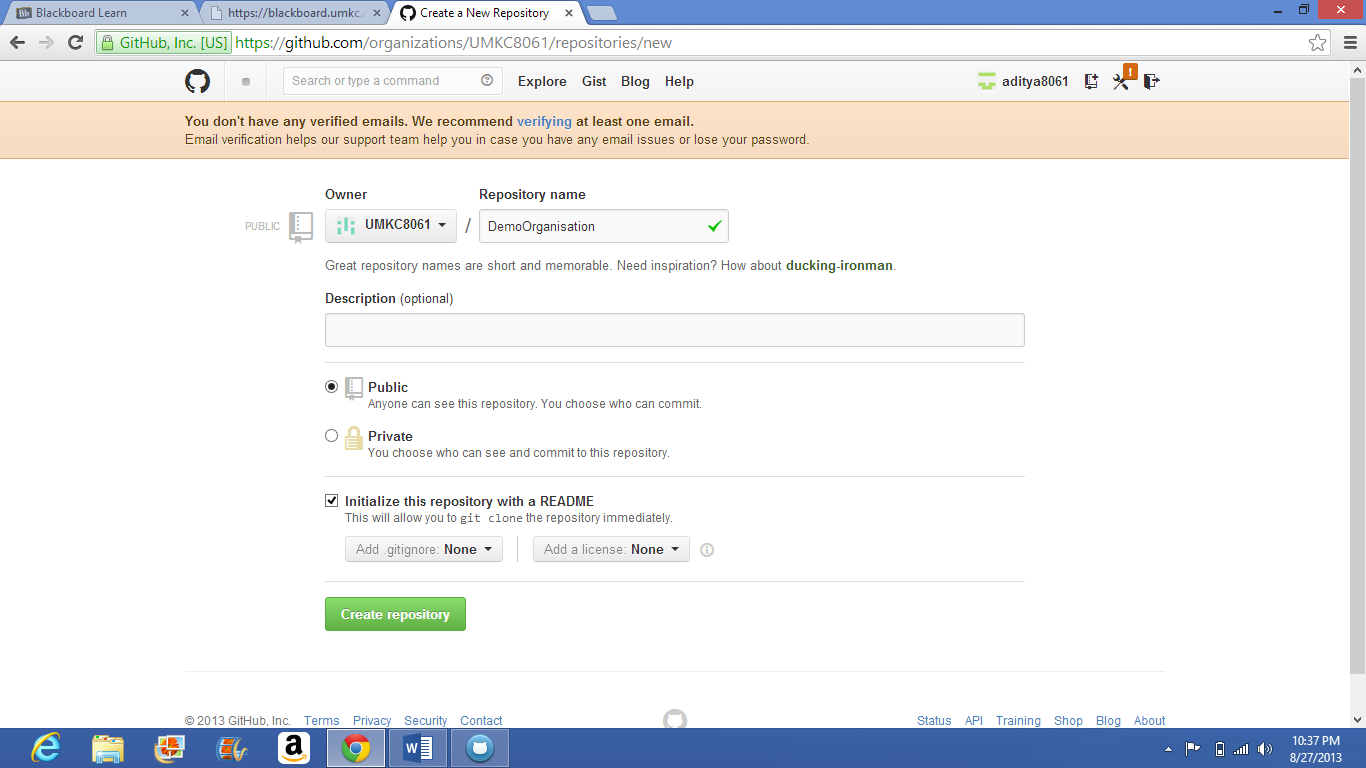 Blackboard Learn
https://blackboard.umkc.
Create a New Repository
GitHub, Inc. [US] https://github.com/organizations/UMKC8061/repositories/new
Search or type a command
Explore Gist Blog Help
aditya8061
You don't have any verified emails. We recommend verifying at least one email.
Email verification helps our support team help you in case you have any email issues or lose your password.
Owner Repository name
PUBLIC UMKC8061 / DemoOrganisation
Great repository names are short and memorable. Need inspiration? How about ducking-ironman.
Description (optional)
Public
Anyone can see this repository. You choose who can commit.
Private
You choose who can see and commit to this repository.
Initialize this repository with a README
This will allow you to git clone the repository immediately.
Add .gitignore: None Add a license: None
Create repository
© 2013 GitHub, Inc. Terms Privacy Security Contact Status API Training Shop Blog About
10:37 PM
8/27/2013